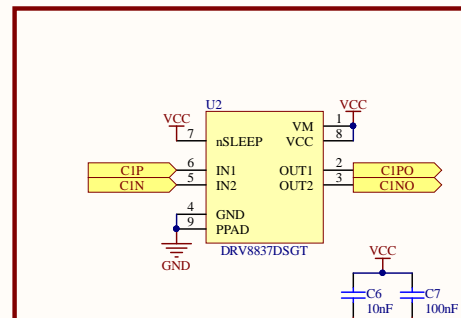 U2
VCC
VCC
7
nSLEEP
VM
1
VCC
8
C1P
6
IN1
OUT1
2
C1PO
C1N
5
IN2
OUT2
3
C1NO
4
GND
9
PPAD
GND
DRV8837DSGT
VCC
C6
10nF
C7
100nF